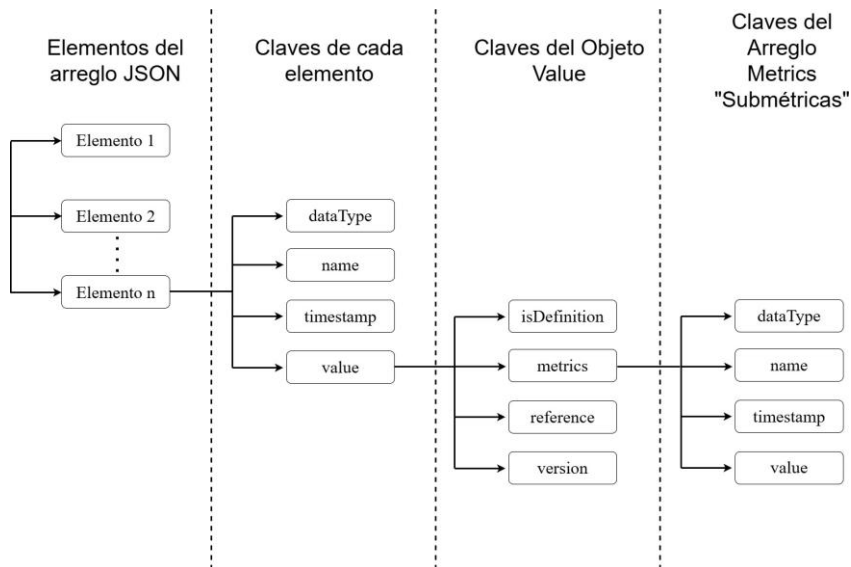 Elementos del
arreglo JSON
Elemento 1
Elemento 2
Elemento n
Claves de cada
elemento
dataType
name
timestamp
value
Claves del Objeto
Value
isDefinition
metrics
reference
version
Claves del
Arreglo
Metrics
"Submétricas"
dataType
name
timestamp
value